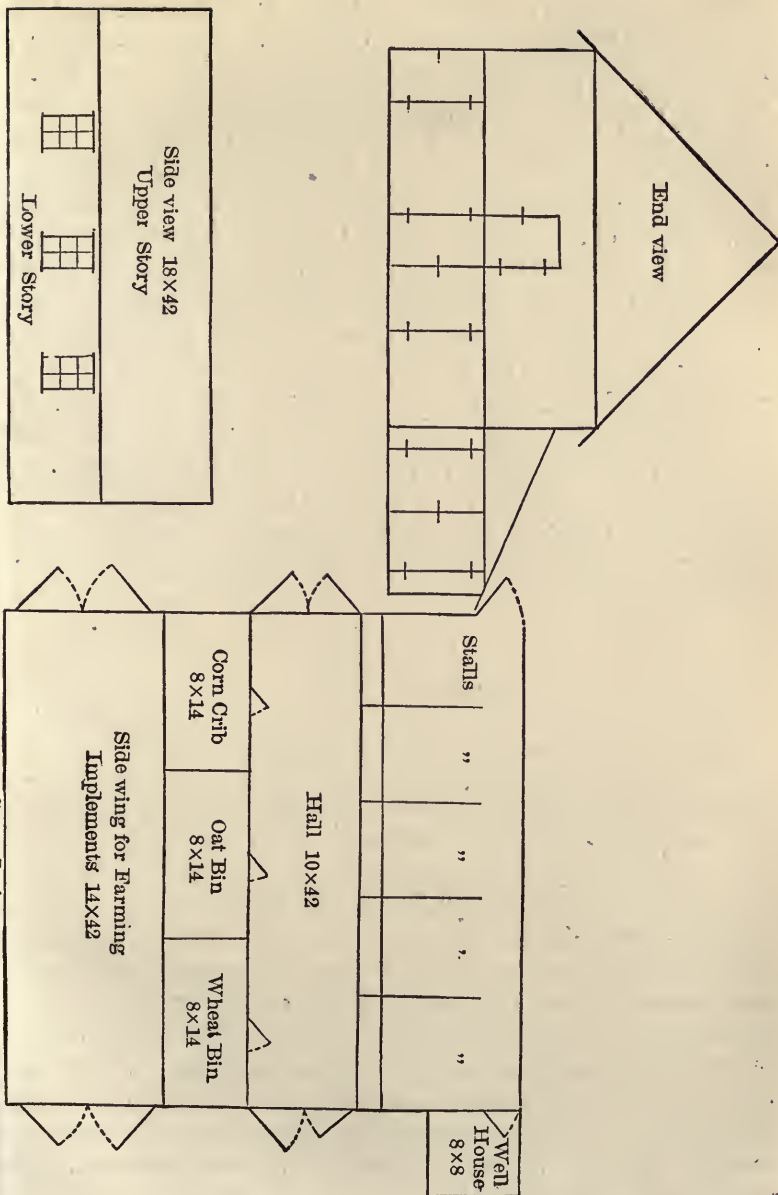 End view
Side view 18×42
Upper Story
Lower Story
Stalls
"
"
".
"
Hall 10×42
Corn Crib
8×14
Oat Bin
8×14
Wheat Bin
8×14
Side wing for Farming
Implements 14×42
Well
House
8×8